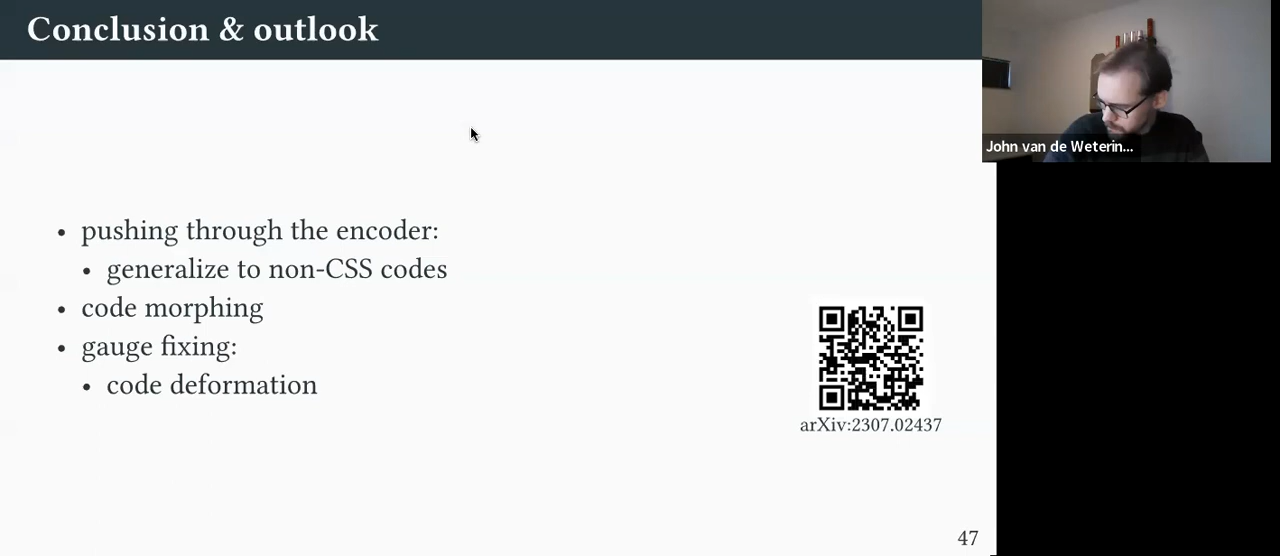 Conclusion & outlook
John van de Weterin...
• pushing through the encoder:
• generalize to non-CSS codes
• code morphing
• gauge fixing:
• code deformation
arXiv:2307.02437
47